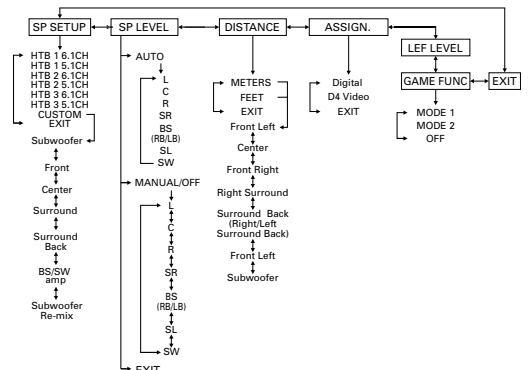 SP SETUP
SP LEVEL
DISTANCE
ASSIGN.
LEF LEVEL
GAME FUNC
EXIT
HTB 1 6.1CH
HTB 1 5.1CH
HTB 2 6.1CH
HTB 2 5.1CH
HTB 3 6.1CH
HTB 3 5.1CH
CUSTOM
EXIT
Subwoofer
Front
Center
Surround
Surround
Back
BS/SW
amp
Subwoofer
Re-mix
AUTO
L
C
R
SR
BS
(RB/LB)
SL
SW
MANUAL/OFF
L
C
R
SR
BS
(RB/LB)
SL
SW
EXIT
METERS
FEET
EXIT
Front Left
Center
Front Right
Right Surround
Surround Back
(Right/Left
Surround Back)
Front Left
Subwoofer
Digital
D4 Video
EXIT
MODE 1
MODE 2
OFF